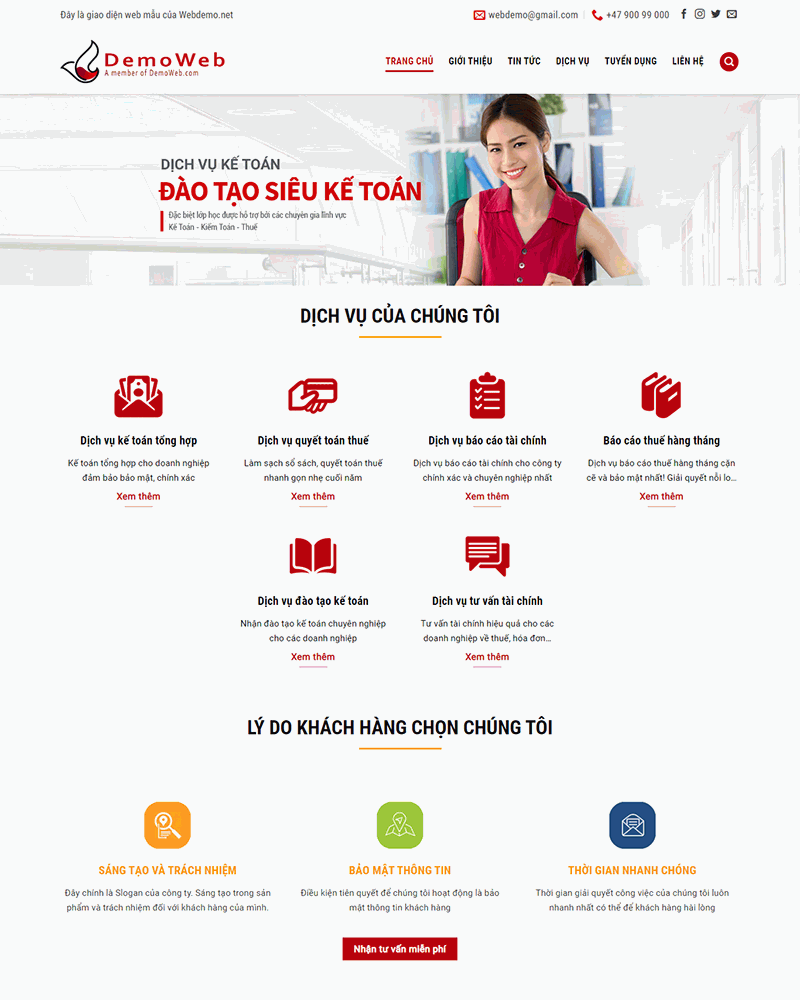 Đây là giao diện web mẫu của Webdemo.net
webdemo@gmail.com
+47 900 99 000
DemoWeb
A member of DemoWeb.com
TRANG CHỦ
GIỚI THIỆU
TIN TỨC
DỊCH VỤ
TUYỂN DỤNG
LIÊN HỆ
DỊCH VỤ KẾ TOÁN
ĐÀO TẠO SIÊU KẾ TOÁN
Đặc biệt lớp học được hỗ trợ bởi các chuyên gia lĩnh vực
Kế Toán - Kiểm Toán - Thuế
DỊCH VỤ CỦA CHÚNG TÔI
Dịch vụ kế toán tổng hợp
Kế toán tổng hợp cho doanh nghiệp
đảm bảo bảo mật, chính xác
Xem thêm
Dịch vụ quyết toán thuế
Làm sạch sổ sách, quyết toán thuế
nhanh gọn nhẹ cuối năm
Xem thêm
Dịch vụ báo cáo tài chính
Dịch vụ báo cáo tài chính cho công ty
chính xác và chuyên nghiệp nhất
Xem thêm
Báo cáo thuế hàng tháng
Dịch vụ báo cáo thuế hàng tháng cặn
cẽ và bảo mật nhất! Giải quyết nỗi lo...
Xem thêm
Dịch vụ đào tạo kế toán
Nhận đào tạo kế toán chuyên nghiệp
cho các doanh nghiệp
Xem thêm
Dịch vụ tư vấn tài chính
Tư vấn tài chính hiệu quả cho các
doanh nghiệp về thuế, hóa đơn...
Xem thêm
LÝ DO KHÁCH HÀNG CHỌN CHÚNG TÔI
SÁNG TẠO VÀ TRÁCH NHIỆM
Đây chính là Slogan của công ty. Sáng tạo trong sản
phẩm và trách nhiệm đối với khách hàng của mình.
BẢO MẬT THÔNG TIN
Điều kiện tiên quyết để chúng tôi hoạt động là bảo
mật thông tin khách hàng
THỜI GIAN NHANH CHÓNG
Thời gian giải quyết công việc của chúng tôi luôn
nhanh nhất có thể để khách hàng hài lòng
Nhận tư vấn miễn phí